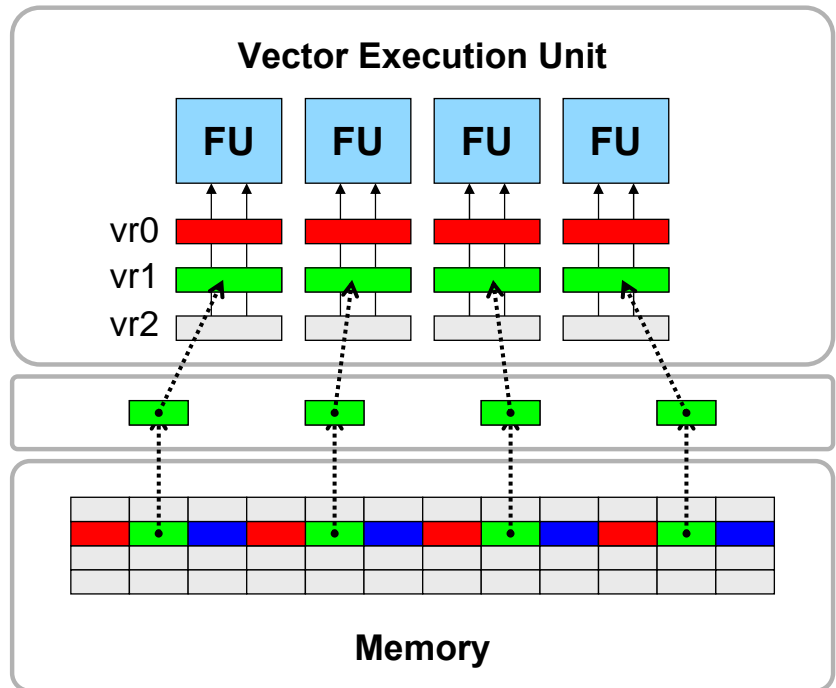 Vector Execution Unit
FU FU FU FU
vr0
vr1
vr2
Memory